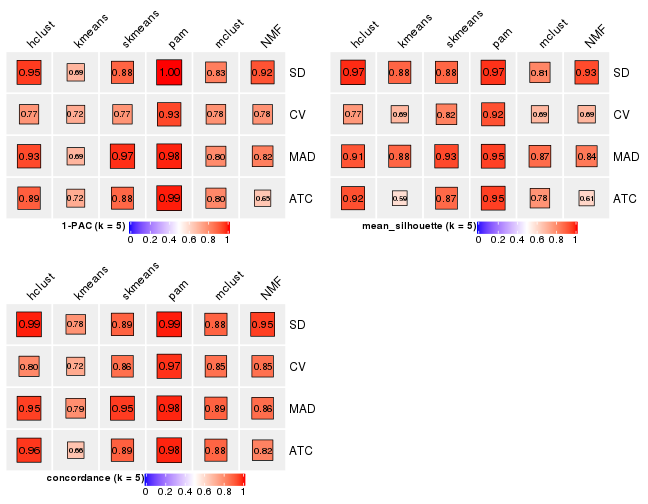 hclust kmeans skmeans pam mclust NMF
0.95 0.69 0.88 1.00 0.83 0.92 SD
0.77 0.72 0.77 0.93 0.78 0.78 CV
0.93 0.69 0.97 0.98 0.80 0.82 MAD
0.89 0.72 0.88 0.99 0.80 0.65 ATC
1-PAC (k = 5)
0 0.2 0.4 0.6 0.8 1
hclust kmeans skmeans pam mclust NMF
0.97 0.88 0.88 0.97 0.81 0.93 SD
0.77 0.69 0.82 0.92 0.69 0.69 CV
0.91 0.88 0.93 0.95 0.87 0.84 MAD
0.92 0.59 0.87 0.95 0.78 0.61 ATC
mean_silhouette (k = 5)
0 0.2 0.4 0.6 0.8 1
hclust kmeans skmeans pam mclust NMF
0.99 0.78 0.89 0.99 0.88 0.95 SD
0.80 0.72 0.86 0.97 0.85 0.85 CV
0.95 0.79 0.95 0.98 0.89 0.86 MAD
0.96 0.66 0.89 0.98 0.88 0.82 ATC
concordance (k = 5)
0 0.2 0.4 0.6 0.8 1